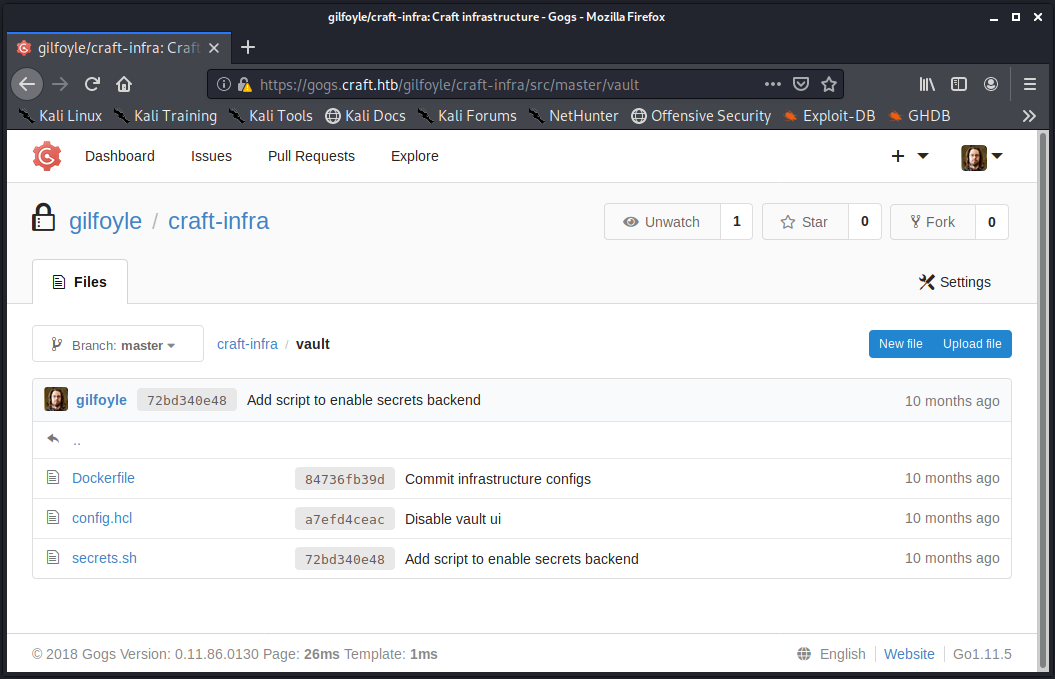 gilfoyle/craft-infra: Craft infrastructure - Gogs - Mozilla Firefox
gilfoyle/craft-infra: Craft
https://gogs.craft.htb/gilfoyle/craft-infra/src/master/vault
Kali Linux Kali Training Kali Tools Kali Docs Kali Forums NetHunter Offensive Security Exploit-DB GHDB
Dashboard Issues Pull Requests Explore
gilfoyle / craft-infra Unwatch 1 Star 0 Fork 0
Files Settings
Branch: master craft-infra / vault New file Upload file
gilfoyle 72bd340e48 Add script to enable secrets backend 10 months ago
..
Dockerfile 84736fb39d Commit infrastructure configs 10 months ago
config.hcl a7efd4ceac Disable vault ui 10 months ago
secrets.sh 72bd340e48 Add script to enable secrets backend 10 months ago
© 2018 Gogs Version: 0.11.86.0130 Page: 26ms Template: 1ms English Website Go1.11.5